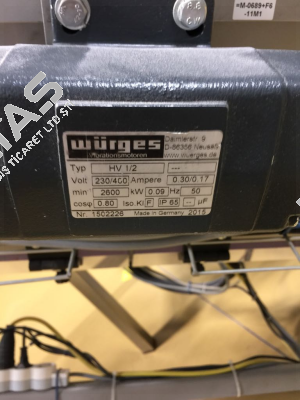 =M-0689+F6
-11M1
würges
Vibrationsmotoren
Daimlerstr. 9
D-86356 Neusäß
www.wuerges.de
Typ HV 1/2 ---
Volt 230/400 Ampere 0.30/0.17
min 2600 kW 0.09 Hz 50
cosφ 0.80 Iso.Kl F IP 65 -- µF
Nr. 1502226 Made in Germany 2015